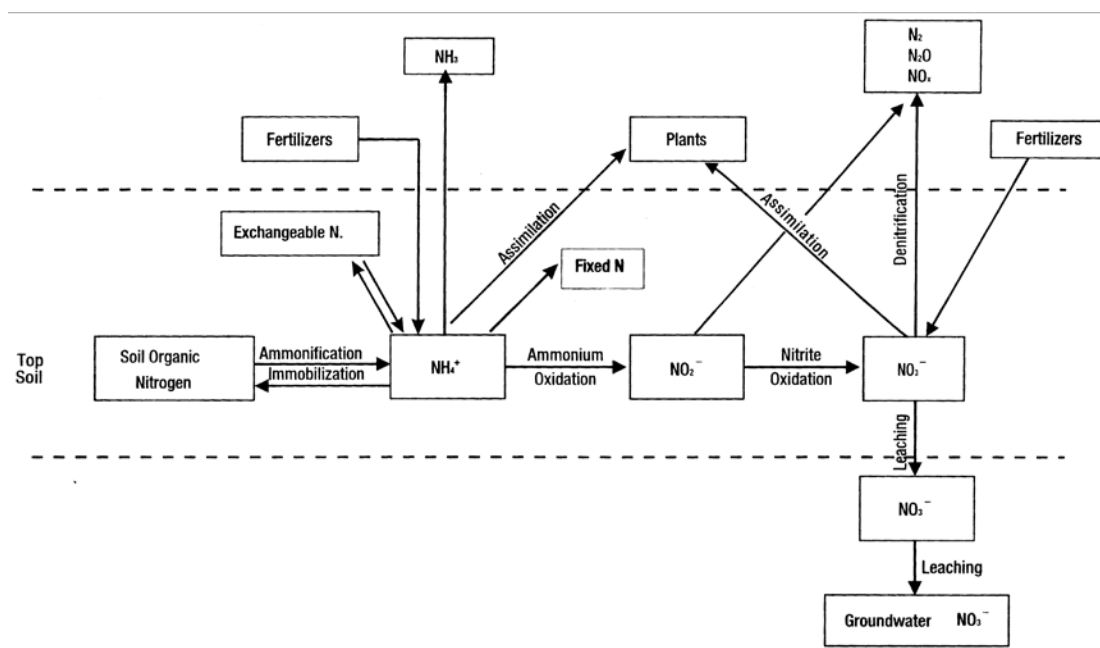 N₂
N₂O
NOₓ
NH₃
Fertilizers
Plants
Fertilizers
Exchangeable N.
Assimilation
Assimilation
Denitrification
Fixed N
Top
Soil
Soil Organic
Nitrogen
Ammonification
Immobilization
NH₄⁺
Ammonium
Oxidation
NO₂⁻
Nitrite
Oxidation
NO₃⁻
Leaching
NO₃⁻
Leaching
Groundwater NO₃⁻